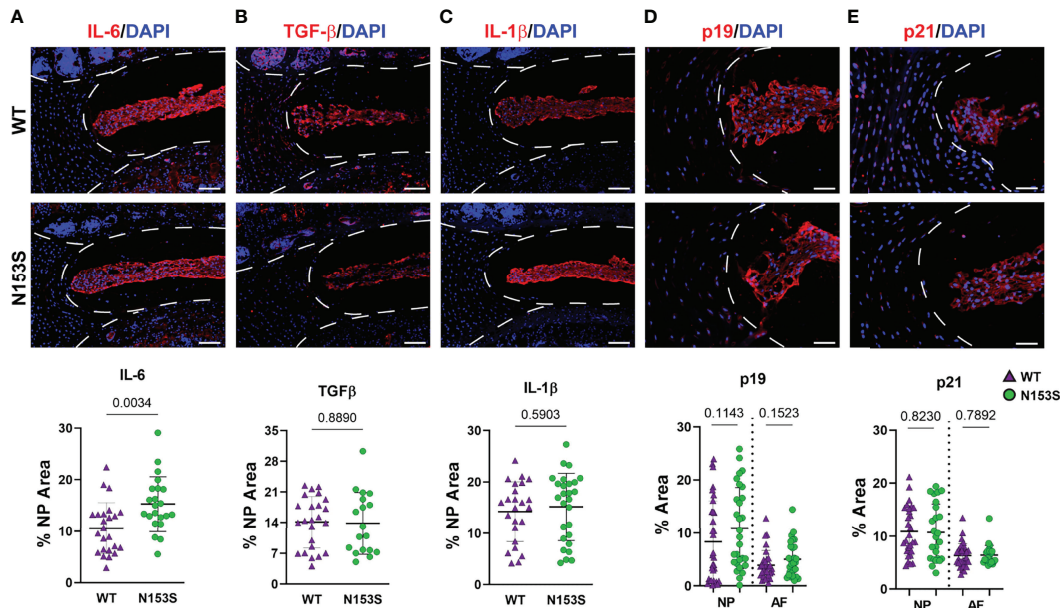 A B C D E
IL-6/DAPI TGF-β/DAPI IL-1β/DAPI p19/DAPI p21/DAPI
WT
N153S
IL-6
0.0034
% NP Area
30
20
10
0
WT N153S
TGFβ
0.8890
% NP Area
35
28
21
14
7
0
WT N153S
IL-1β
0.5903
% NP Area
30
20
10
0
WT N153S
p19
0.1143 0.1523
% Area
30
20
10
0
NP AF
p21
WT
N153S
0.8230 0.7892
% Area
30
20
10
0
NP AF